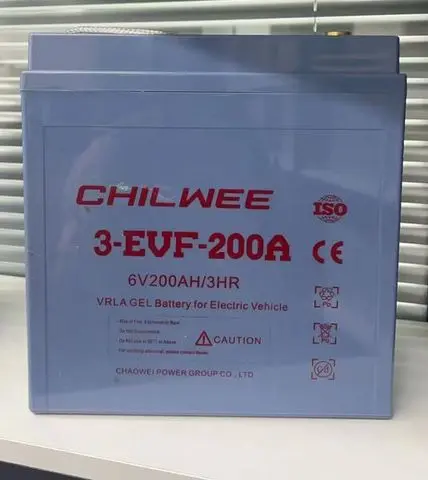 CHILWEE
ISO
3-EVF-200A
CE
6V200AH/3HR
VRLA GEL Battery for Electric Vehicle
CAUTION
CHAOWEI POWER GROUP CO., LTD